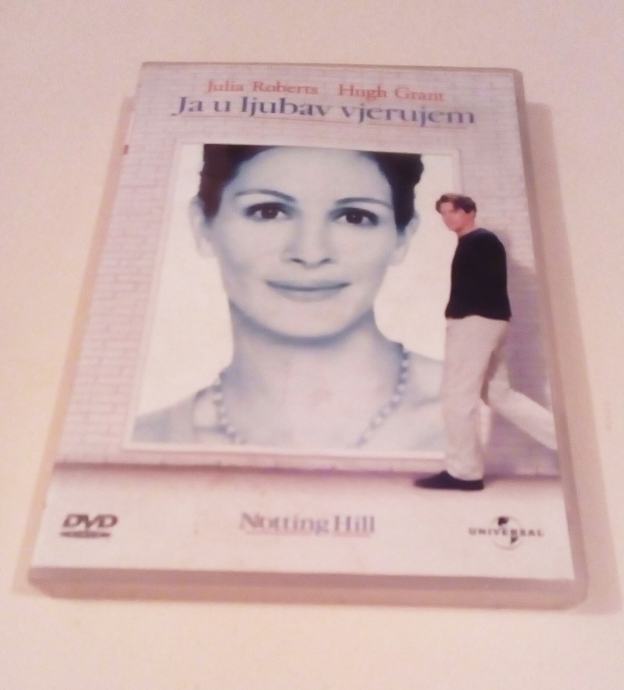 Julia Roberts Hugh Grant
Ja u ljubav vjerujem
DVD
Notting Hill
UNIVERSAL